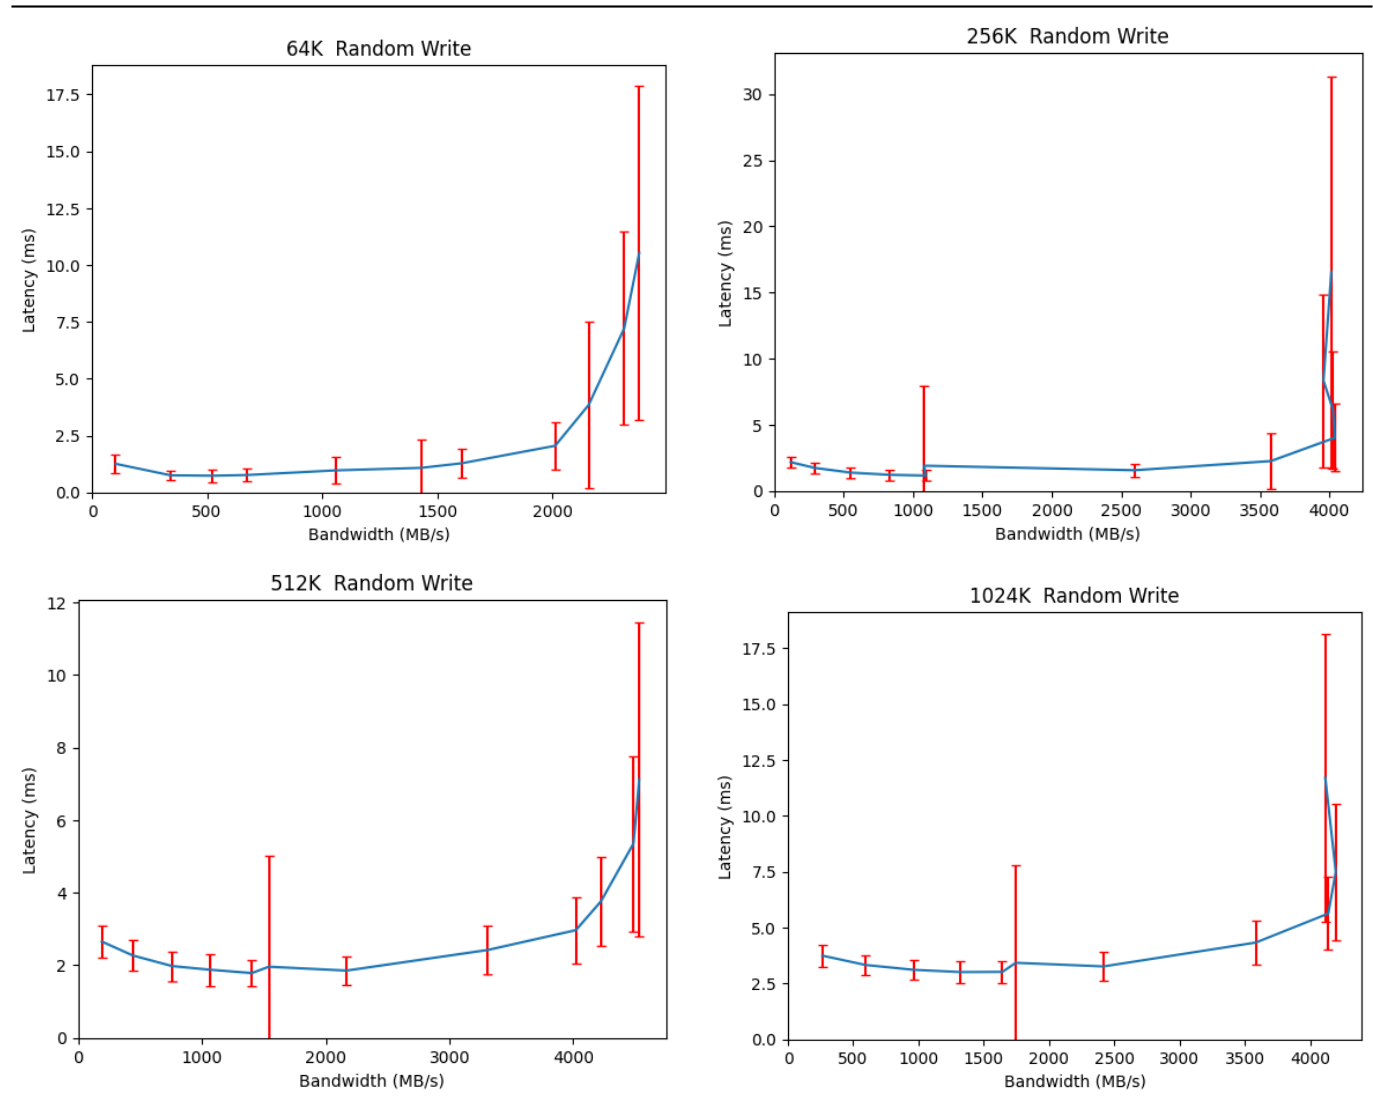 64K  Random Write
17.5
15.0
12.5
10.0
7.5
5.0
2.5
0.0
Latency (ms)
0 500 1000 1500 2000
Bandwidth (MB/s)
256K  Random Write
30
25
20
15
10
5
0
Latency (ms)
0 500 1000 1500 2000 2500 3000 3500 4000
Bandwidth (MB/s)
512K  Random Write
12
10
8
6
4
2
0
Latency (ms)
0 1000 2000 3000 4000
Bandwidth (MB/s)
1024K  Random Write
17.5
15.0
12.5
10.0
7.5
5.0
2.5
0.0
Latency (ms)
0 500 1000 1500 2000 2500 3000 3500 4000
Bandwidth (MB/s)